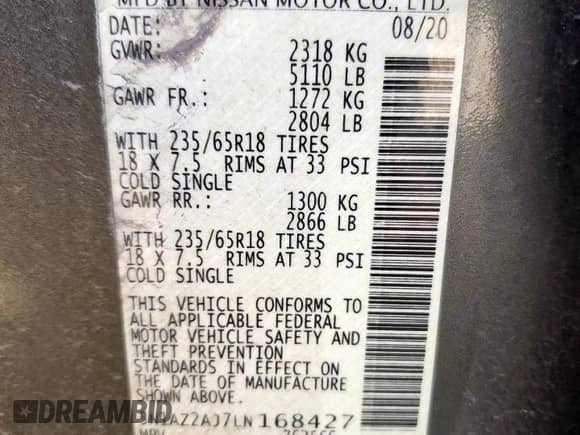 MFD BY NISSAN MOTOR CO., LTD.
DATE: 08/20
GVWR: 2318 KG
5110 LB
GAWR FR.: 1272 KG
2804 LB
WITH 235/65R18 TIRES
18 X 7.5 RIMS AT 33 PSI
COLD SINGLE
GAWR RR.: 1300 KG
2866 LB
WITH 235/65R18 TIRES
18 X 7.5 RIMS AT 33 PSI
COLD SINGLE
THIS VEHICLE CONFORMS TO
ALL APPLICABLE FEDERAL
MOTOR VEHICLE SAFETY AND
THEFT PREVENTION
STANDARDS IN EFFECT ON
THE DATE OF MANUFACTURE
SHOWN ABOVE.
168427
DREAMBID